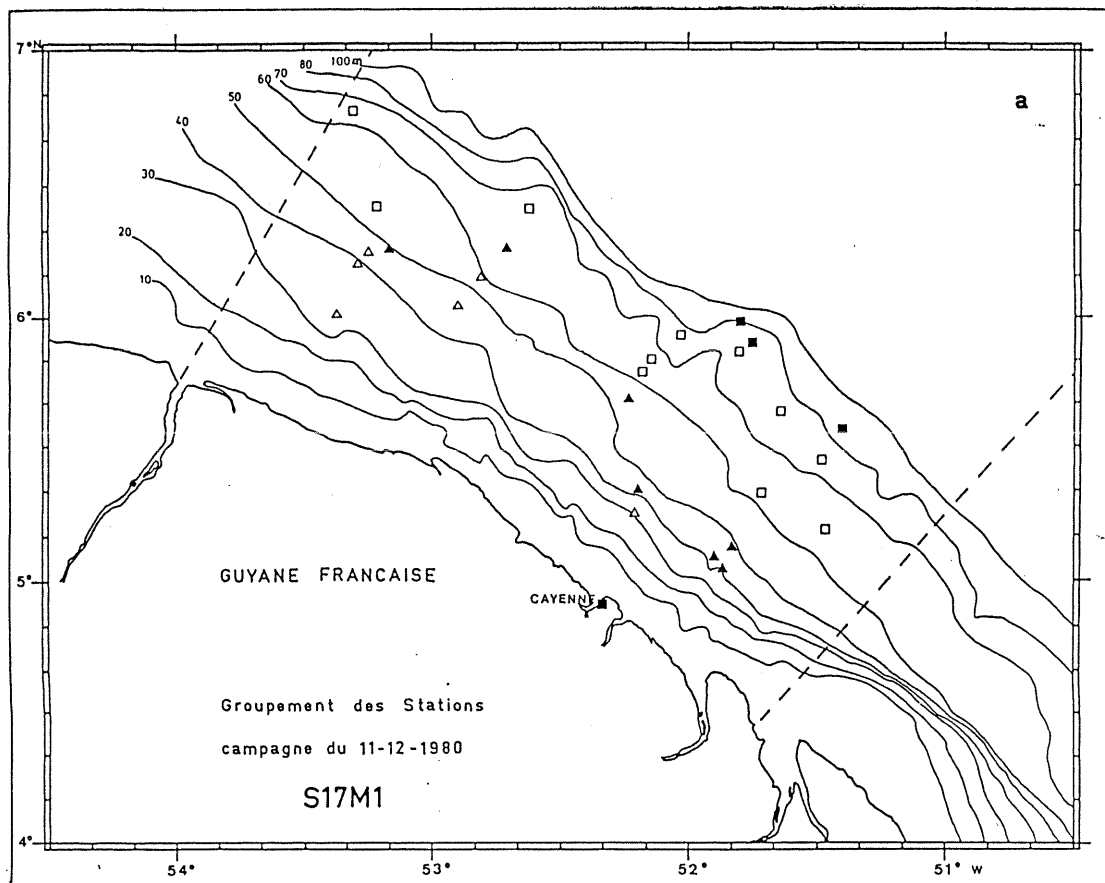 7°N
100m
80
70
60
50
40
30
20
10
a
6°
5°
4°
GUYANE FRANCAISE
CAYENNE
Groupement des Stations
campagne du 11-12-1980
S17M1
54°
53°
52°
51°
W